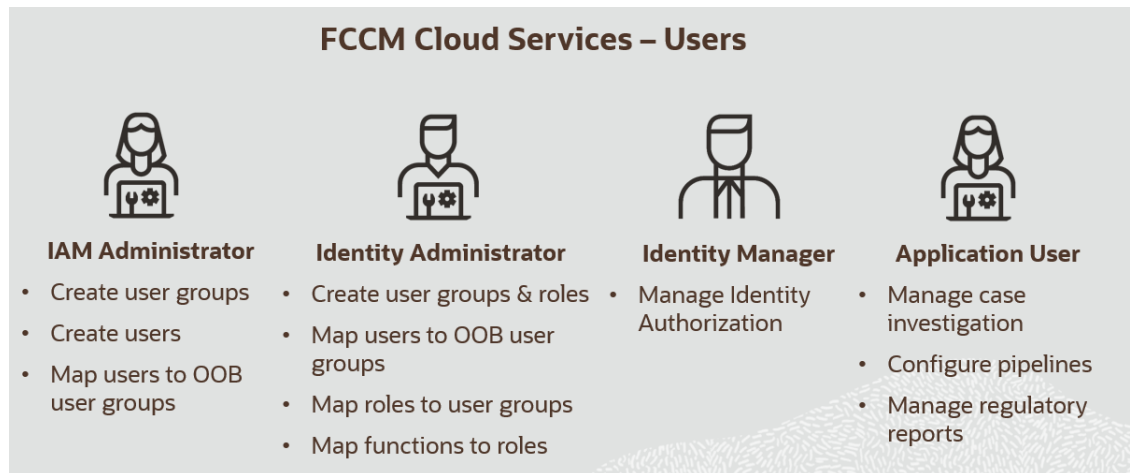 FCCM Cloud Services – Users
IAM Administrator
• Create user groups
• Create users
• Map users to OOB
user groups
Identity Administrator
• Create user groups & roles
• Map users to OOB user
groups
• Map roles to user groups
• Map functions to roles
Identity Manager
• Manage Identity
Authorization
Application User
• Manage case
investigation
• Configure pipelines
• Manage regulatory
reports